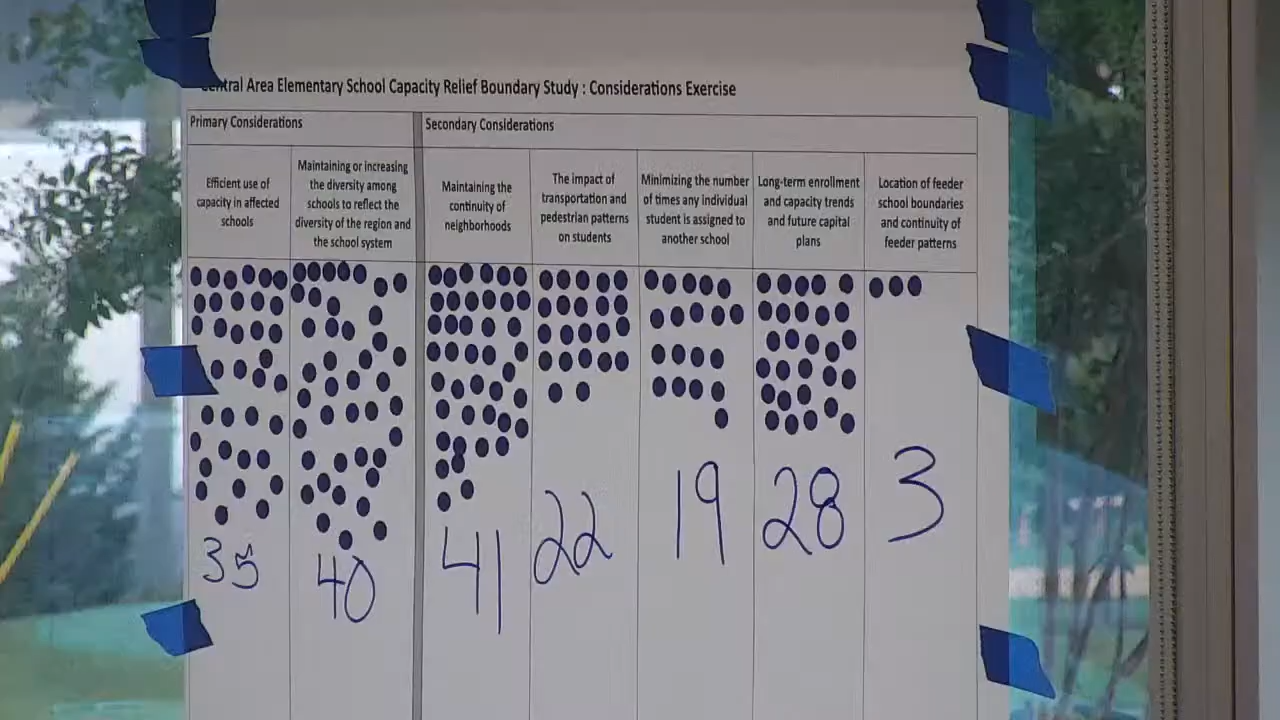 ntral Area Elementary School Capacity Relief Boundary Study : Considerations Exercise
Primary Considerations
Secondary Considerations
Efficient use of
capacity in affected
schools
Maintaining or increasing
the diversity among
schools to reflect the
diversity of the region and
the school system
Maintaining the
continuity of
neighborhoods
The impact of
transportation and
pedestrian patterns
on students
Minimizing the number
of times any individual
student is assigned to
another school
Long-term enrollment
and capacity trends
and future capital
plans
Location of feeder
school boundaries
and continuity of
feeder patterns
35
40
41
22
19
28
3